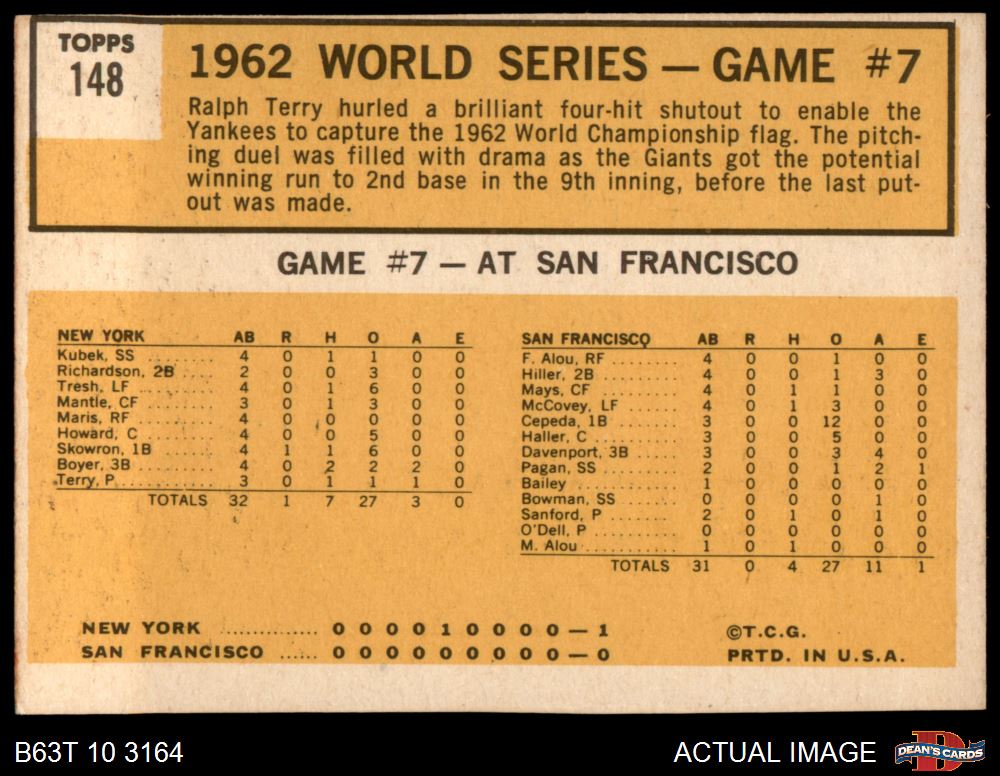 TOPPS
148
1962 WORLD SERIES — GAME #7
Ralph Terry hurled a brilliant four-hit shutout to enable the
Yankees to capture the 1962 World Championship flag. The pitch-
ing duel was filled with drama as the Giants got the potential
winning run to 2nd base in the 9th inning, before the last put-
out was made.
GAME #7 — AT SAN FRANCISCO
NEW YORK AB R H O A E
Kubek, SS ........ 4 0 1 1 0 0
Richardson, 2B ..... 2 0 0 3 0 0
Tresh, LF ......... 4 0 1 6 0 0
Mantle, CF ........ 3 0 1 3 0 0
Maris, RF ......... 4 0 0 0 0 0
Howard, C ........ 4 0 0 5 0 0
Skowron, 1B ....... 4 1 1 6 0 0
Boyer, 3B ......... 4 0 2 2 2 0
Terry, P .......... 3 0 1 1 1 0
TOTALS 32 1 7 27 3 0
SAN FRANCISCO AB R H O A E
F. Alou, RF ........ 4 0 0 1 0 0
Hiller, 2B ......... 4 0 0 1 3 0
Mays, CF .......... 4 0 1 1 0 0
McCovey, LF ....... 4 0 1 3 0 0
Cepeda, 1B ........ 3 0 0 12 0 0
Haller, C .......... 3 0 0 5 0 0
Davenport, 3B ...... 3 0 0 3 4 0
Pagan, SS ......... 2 0 0 1 2 1
Bailey ............ 1 0 0 0 0 0
Bowman, SS ....... 0 0 0 0 1 0
Sanford, P ........ 2 0 1 0 1 0
O'Dell, P .......... 0 0 0 0 0 0
M. Alou ........... 1 0 1 0 0 0
TOTALS 31 0 4 27 11 1
NEW YORK ............ 0 0 0 0 1 0 0 0 0 — 1
SAN FRANCISCO ...... 0 0 0 0 0 0 0 0 0 — 0
©T.C.G.
PRTD. IN U.S.A.
B63T 10 3164
ACTUAL IMAGE
DEAN'S CARDS